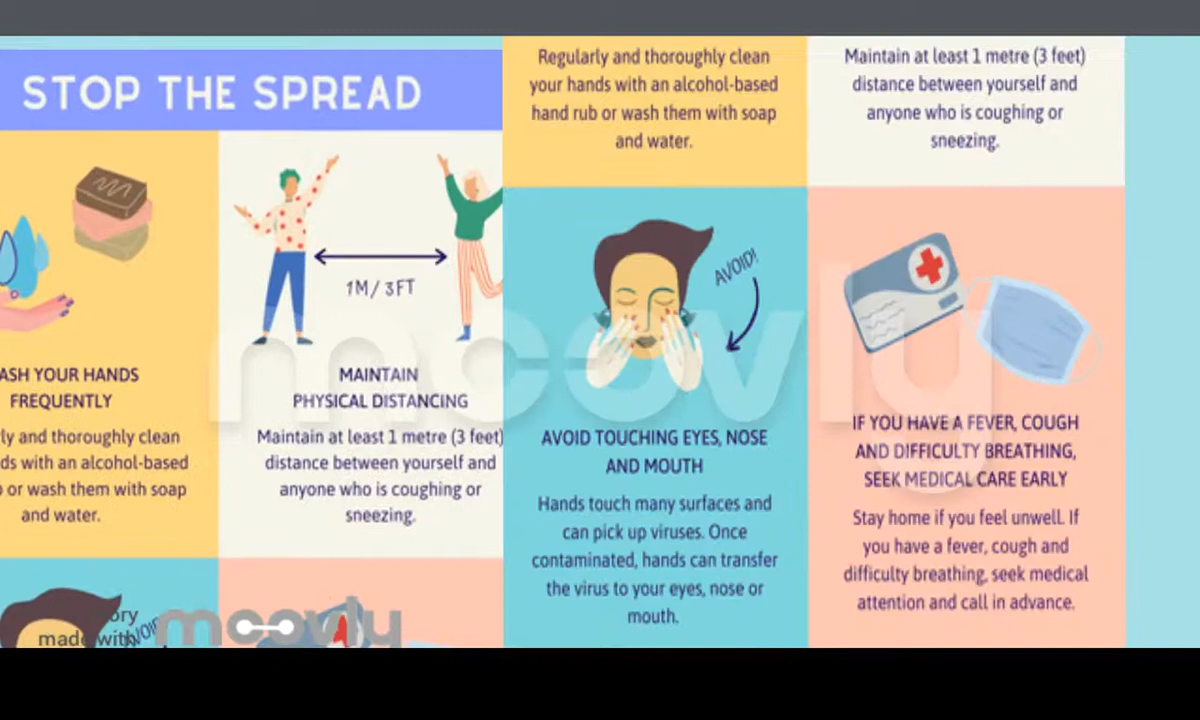 STOP THE SPREAD
1M/ 3FT
ASH YOUR HANDS
FREQUENTLY
ly and thoroughly clean
ds with an alcohol-based
o or wash them with soap
and water.
MAINTAIN
PHYSICAL DISTANCING
Maintain at least 1 metre (3 feet)
distance between yourself and
anyone who is coughing or
sneezing.
ory
made with
moovly
Regularly and thoroughly clean
your hands with an alcohol-based
hand rub or wash them with soap
and water.
Maintain at least 1 metre (3 feet)
distance between yourself and
anyone who is coughing or
sneezing.
AVOID!
AVOID TOUCHING EYES, NOSE
AND MOUTH
Hands touch many surfaces and
can pick up viruses. Once
contaminated, hands can transfer
the virus to your eyes, nose or
mouth.
IF YOU HAVE A FEVER, COUGH
AND DIFFICULTY BREATHING,
SEEK MEDICAL CARE EARLY
Stay home if you feel unwell. If
you have a fever, cough and
difficulty breathing, seek medical
attention and call in advance.
moovly